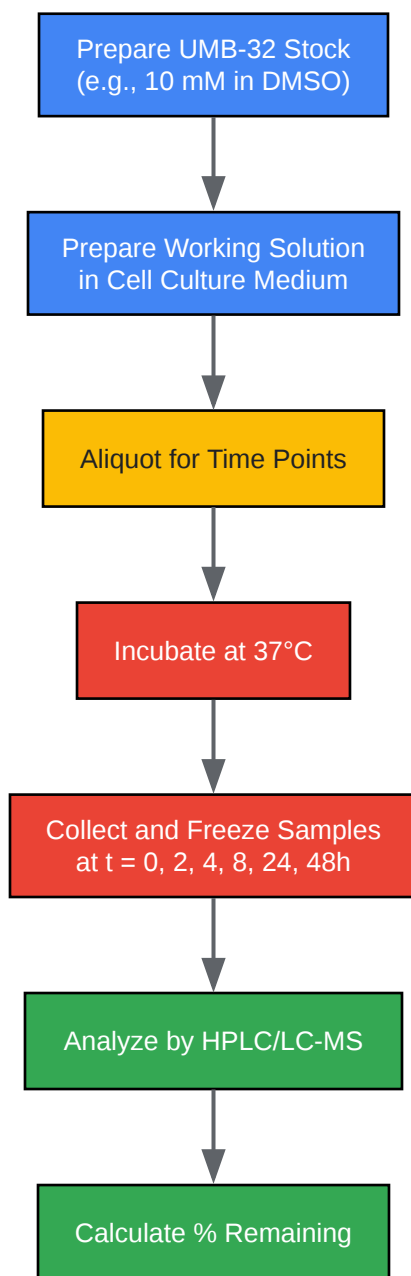 Prepare UMB-32 Stock
(e.g., 10 mM in DMSO)
Prepare Working Solution
in Cell Culture Medium
Aliquot for Time Points
Incubate at 37°C
Collect and Freeze Samples
at t = 0, 2, 4, 8, 24, 48h
Analyze by HPLC/LC-MS
Calculate % Remaining